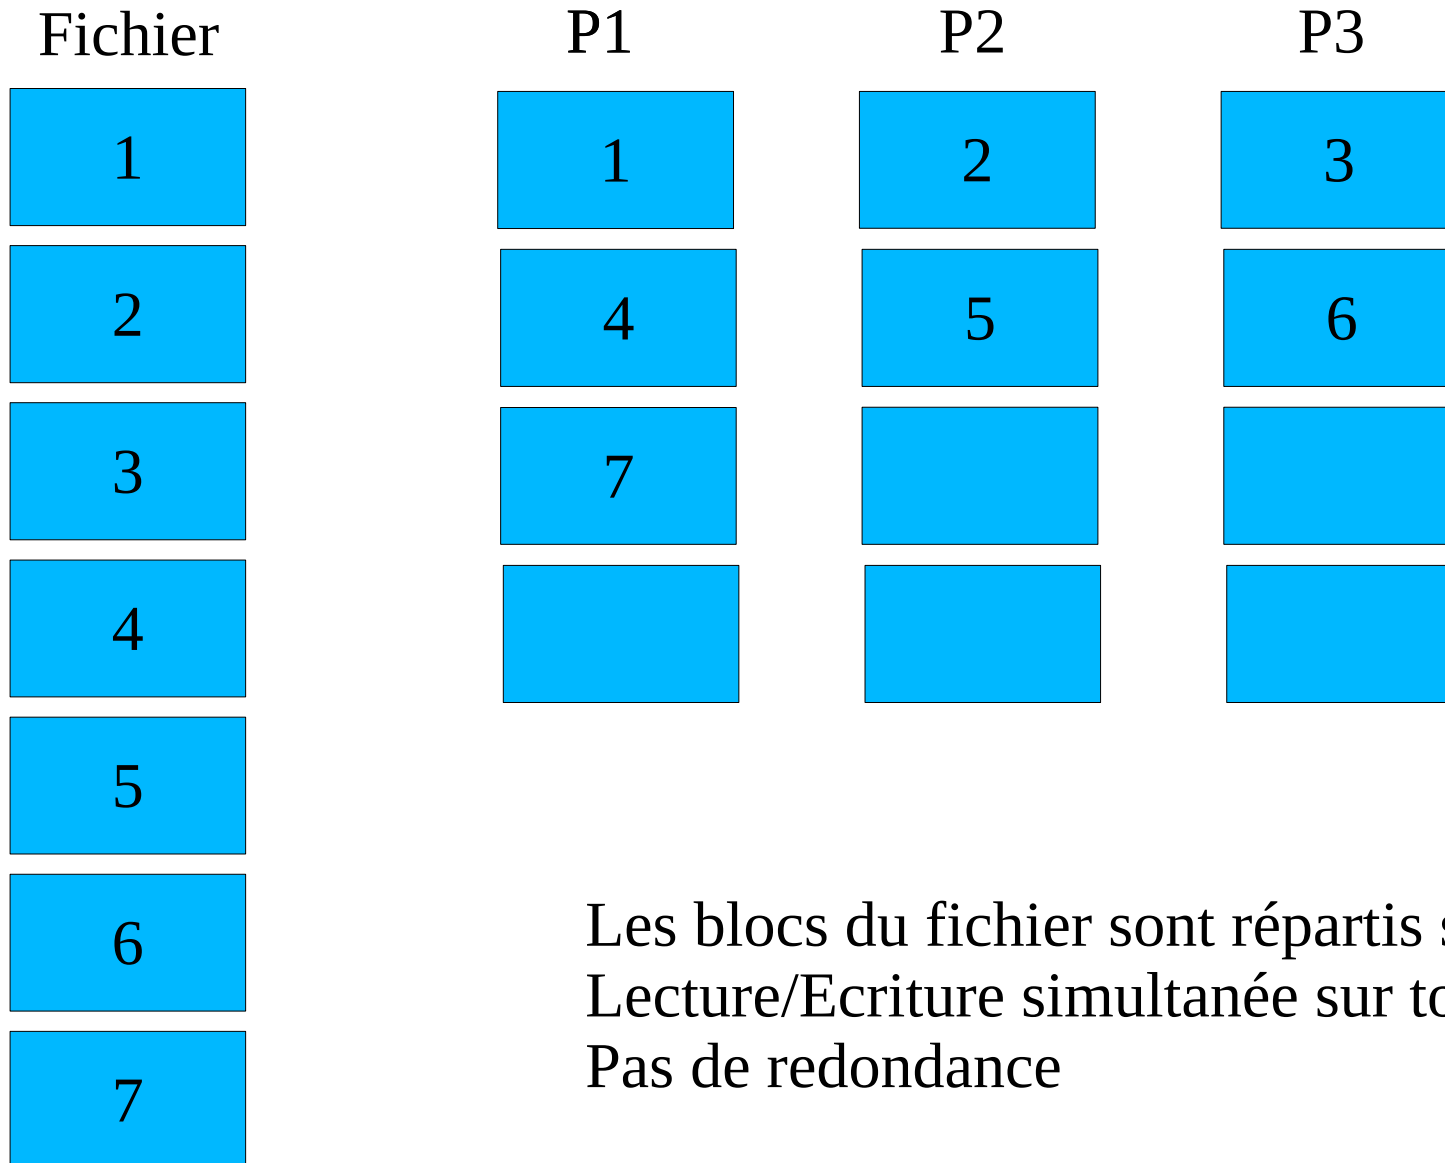 Fichier P1 P2 P3
1 1 2 3
2 4 5 6
3 7
4
5
6
7
Les blocs du fichier sont répartis
Lecture/Ecriture simultanée sur
Pas de redondance